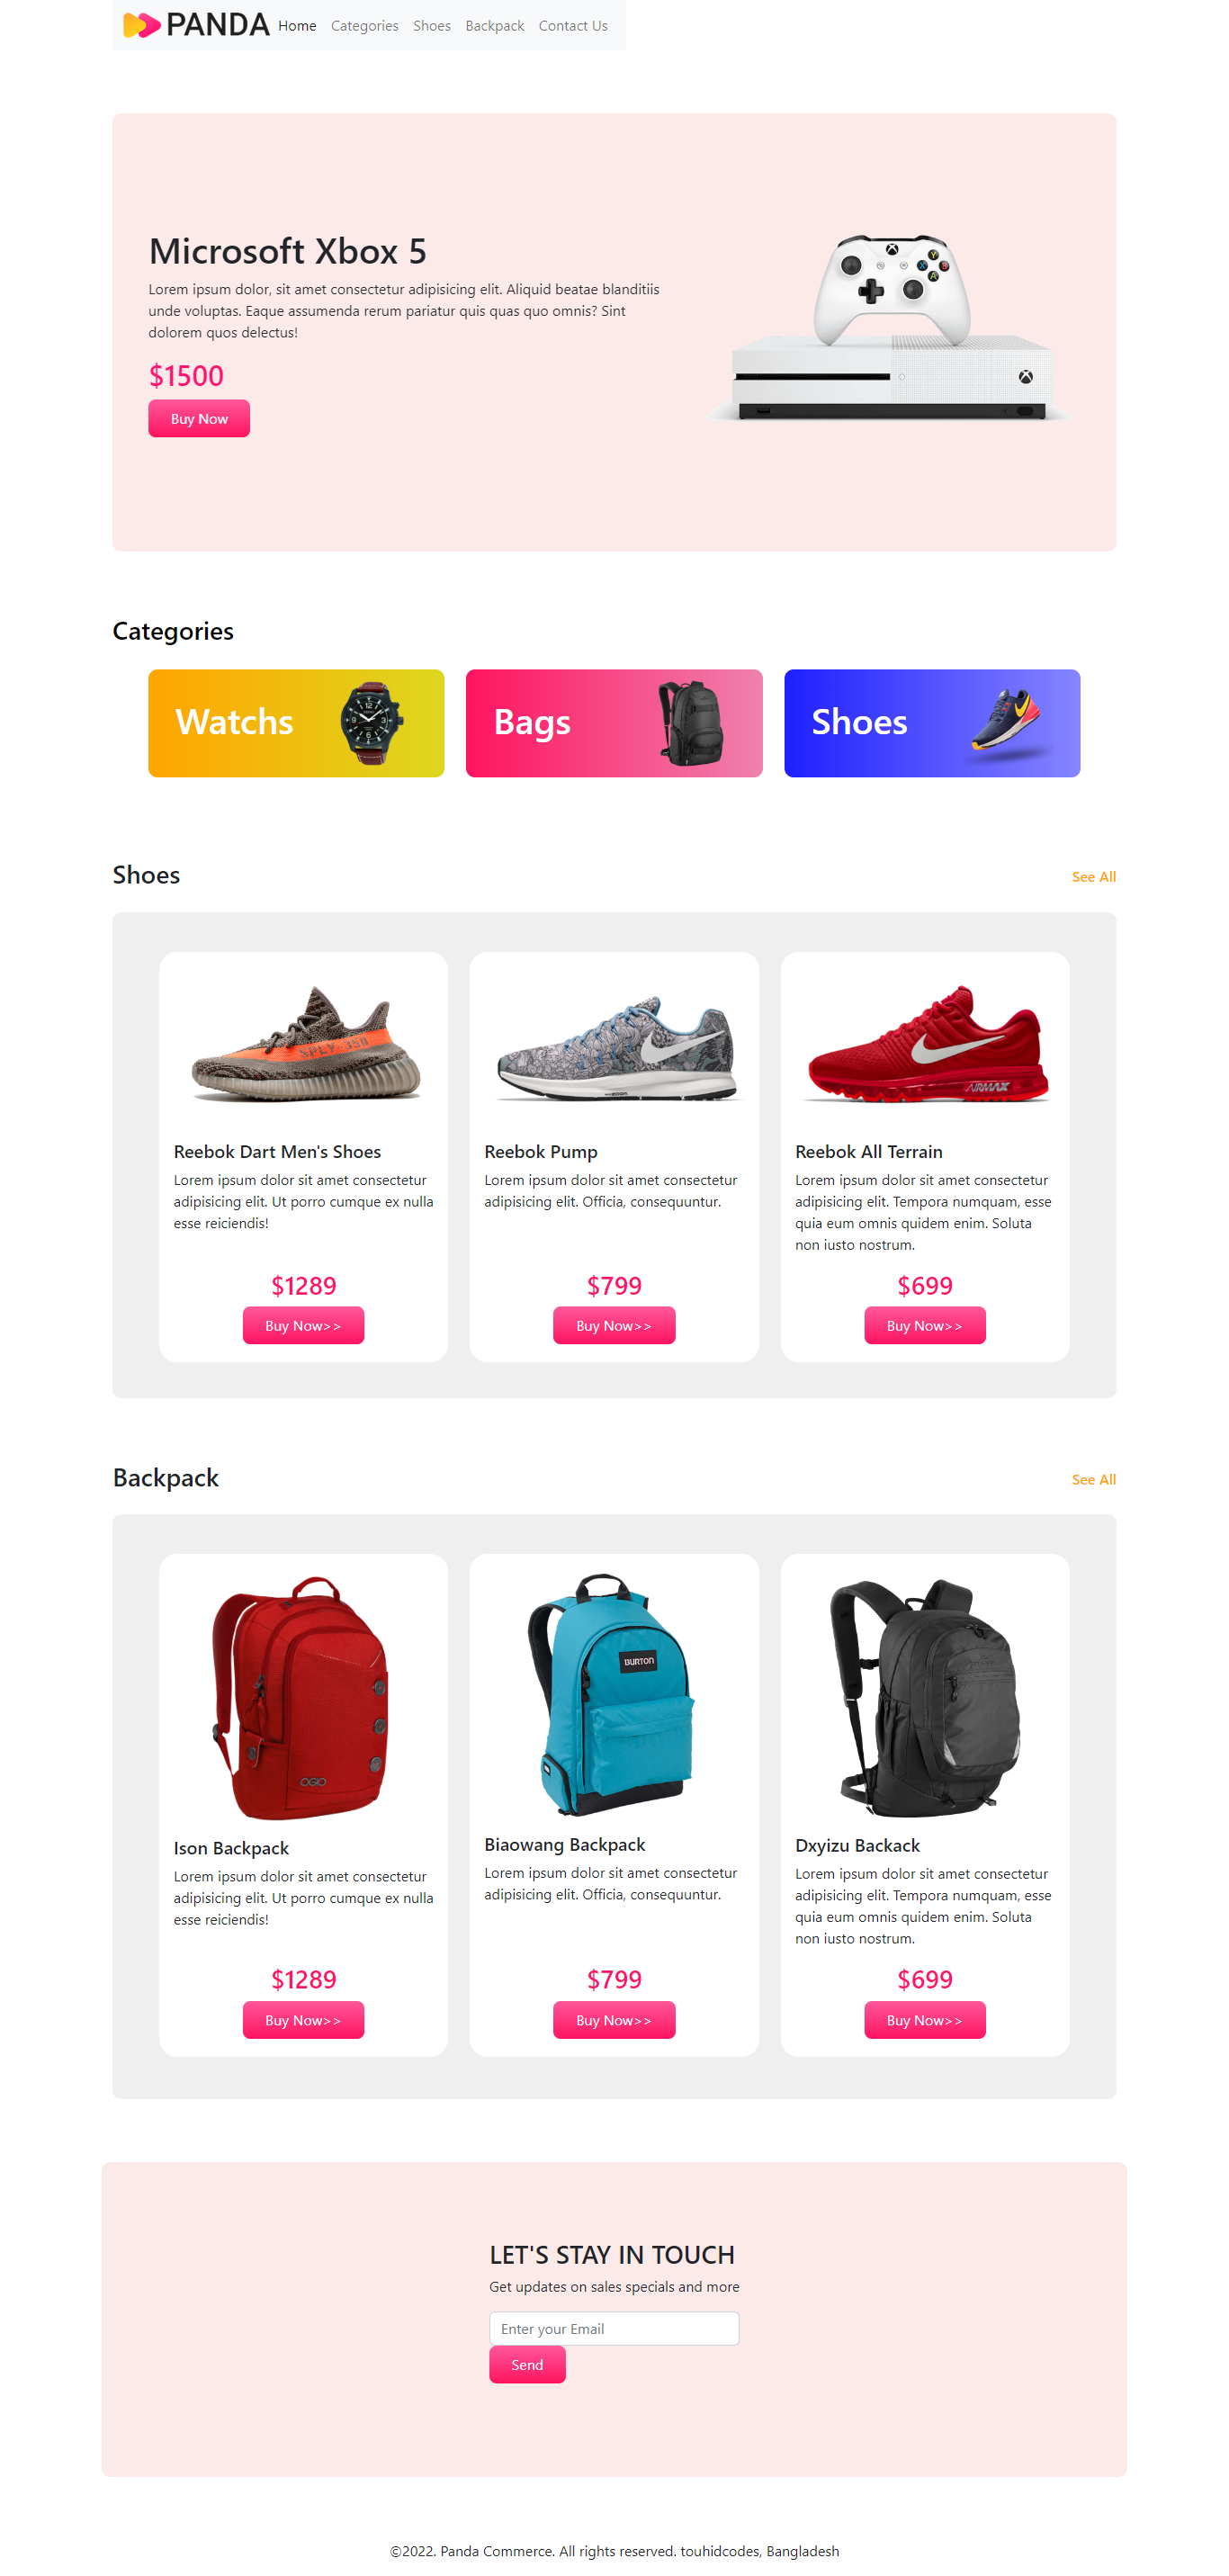 PANDA Home Categories Shoes Backpack Contact Us
Microsoft Xbox 5
Lorem ipsum dolor, sit amet consectetur adipisicing elit. Aliquid beatae blanditiis
unde voluptas. Eaque assumenda rerum pariatur quis quas quo omnis? Sint
dolorem quos delectus!
$1500
Buy Now
Y
X
B
A
Categories
Watchs
Bags
Shoes
Shoes
See All
SPLY-350
AIRMAX
Reebok Dart Men's Shoes
Lorem ipsum dolor sit amet consectetur
adipisicing elit. Ut porro cumque ex nulla
esse reiciendis!
$1289
Buy Now>>
Reebok Pump
Lorem ipsum dolor sit amet consectetur
adipisicing elit. Officia, consequuntur.
$799
Buy Now>>
Reebok All Terrain
Lorem ipsum dolor sit amet consectetur
adipisicing elit. Tempora numquam, esse
quia eum omnis quidem enim. Soluta
non iusto nostrum.
$699
Buy Now>>
Backpack
See All
OGIO
BURTON
Ison Backpack
Lorem ipsum dolor sit amet consectetur
adipisicing elit. Ut porro cumque ex nulla
esse reiciendis!
$1289
Buy Now>>
Biaowang Backpack
Lorem ipsum dolor sit amet consectetur
adipisicing elit. Officia, consequuntur.
$799
Buy Now>>
Dxyizu Backack
Lorem ipsum dolor sit amet consectetur
adipisicing elit. Tempora numquam, esse
quia eum omnis quidem enim. Soluta
non iusto nostrum.
$699
Buy Now>>
LET'S STAY IN TOUCH
Get updates on sales specials and more
Enter your Email
Send
©2022. Panda Commerce. All rights reserved. touhidcodes, Bangladesh